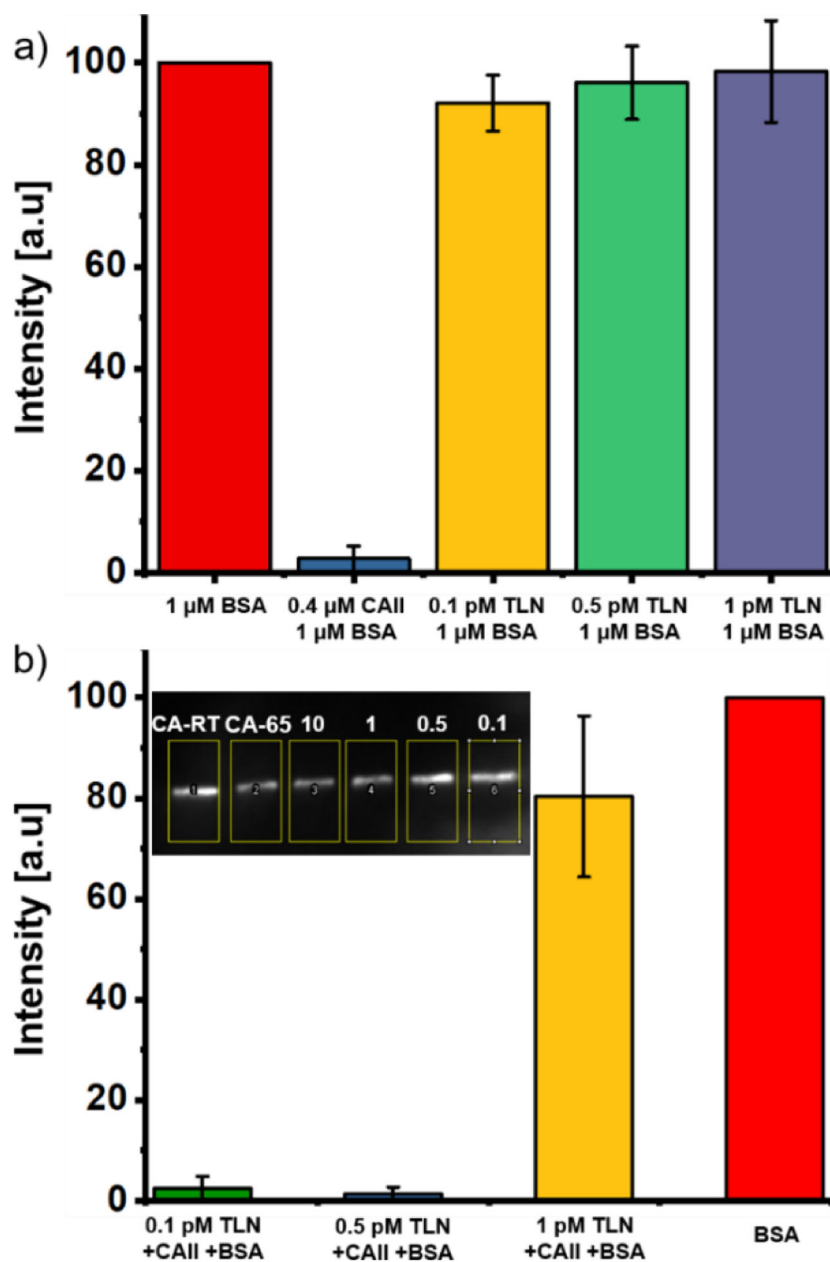 a)
Intensity [a.u]
100
80
60
40
20
0
1 µM BSA
0.4 µM CAII
1 µM BSA
0.1 pM TLN
1 µM BSA
0.5 pM TLN
1 µM BSA
1 pM TLN
1 µM BSA
b)
Intensity [a.u]
100
80
60
40
20
0
CA-RT CA-65 10 1 0.5 0.1
1 2 3 4 5 6
0.1 pM TLN
+CAII +BSA
0.5 pM TLN
+CAII +BSA
1 pM TLN
+CAII +BSA
BSA